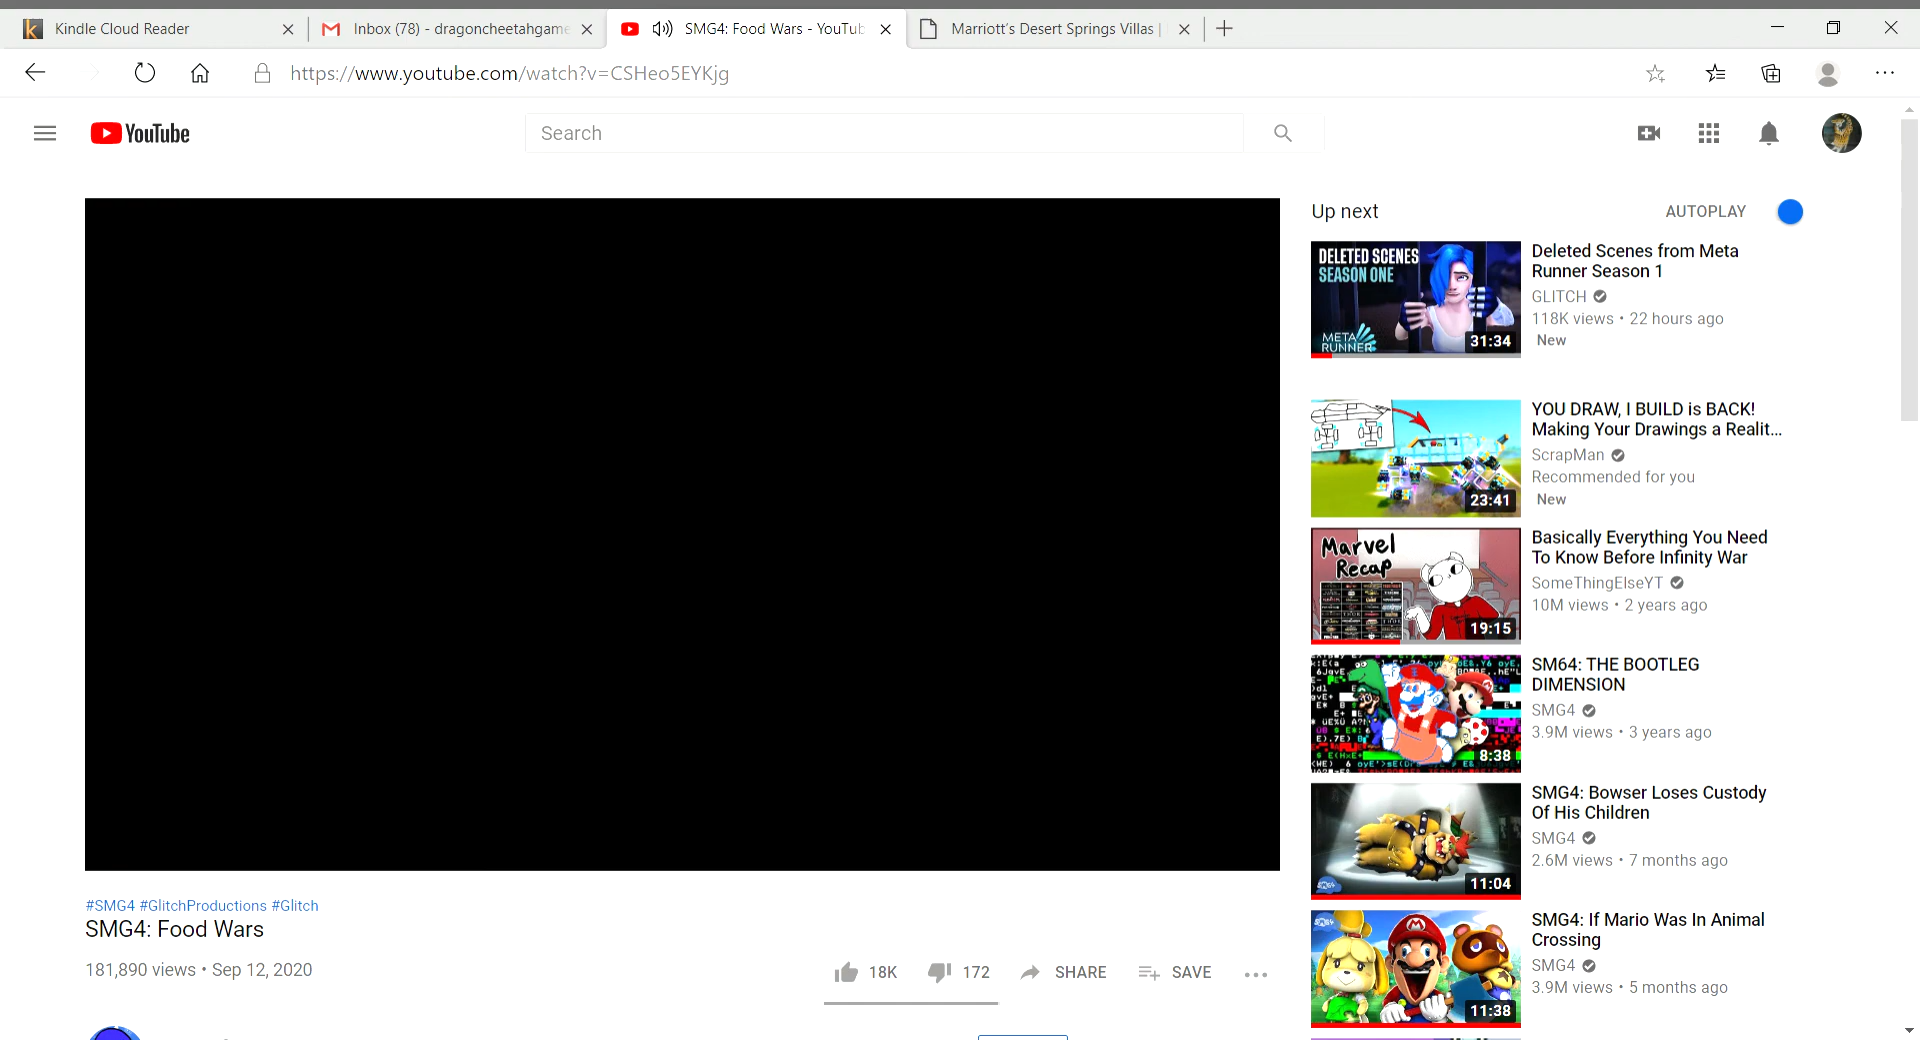 Kindle Cloud Reader
Inbox (78) - dragoncheetahgame
SMG4: Food Wars - YouTub
Marriott's Desert Springs Villas |
https://www.youtube.com/watch?v=CSHeo5EYKjg
YouTube
Search
Up next
AUTOPLAY
DELETED SCENES
SEASON ONE
META
RUNNER
31:34
Deleted Scenes from Meta
Runner Season 1
GLITCH
118K views • 22 hours ago
New
23:41
YOU DRAW, I BUILD is BACK!
Making Your Drawings a Realit...
ScrapMan
Recommended for you
New
Marvel
Recap
19:15
Basically Everything You Need
To Know Before Infinity War
SomeThingElseYT
10M views • 2 years ago
8:38
SM64: THE BOOTLEG
DIMENSION
SMG4
3.9M views • 3 years ago
11:04
SMG4: Bowser Loses Custody
Of His Children
SMG4
2.6M views • 7 months ago
11:38
SMG4: If Mario Was In Animal
Crossing
SMG4
3.9M views • 5 months ago
#SMG4 #GlitchProductions #Glitch
SMG4: Food Wars
181,890 views • Sep 12, 2020
18K
172
SHARE
SAVE